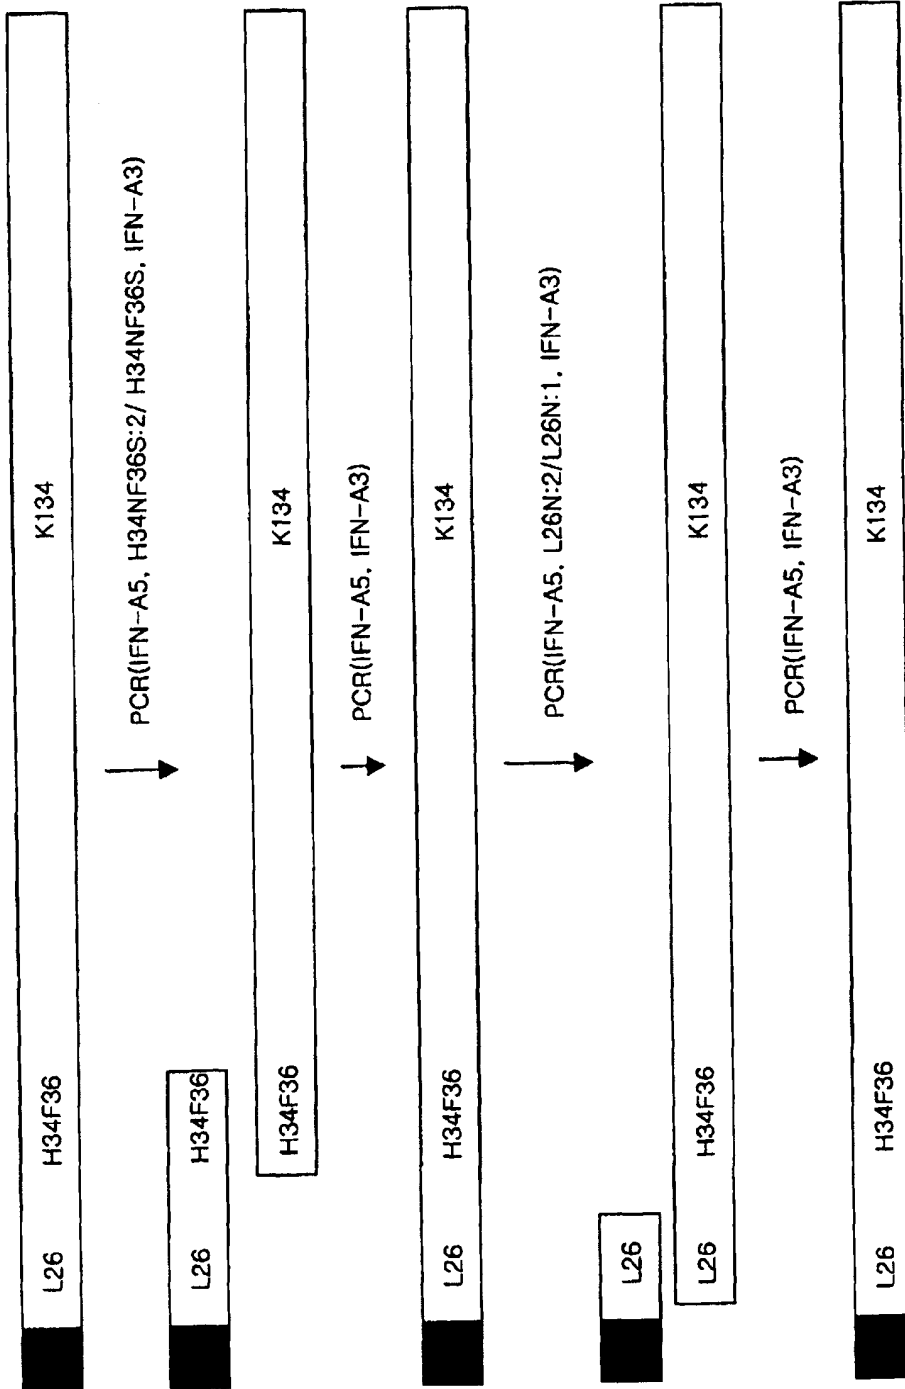 L26 H34F36 K134
PCR(IFN-A5, H34NF36S:2/ H34NF36S, IFN-A3)
L26 H34F36
H34F36 K134
PCR(IFN-A5, IFN-A3)
L26 H34F36 K134
PCR(IFN-A5, L26N:2/L26N:1, IFN-A3)
L26
L26 H34F36 K134
PCR(IFN-A5, IFN-A3)
L26 H34F36 K134